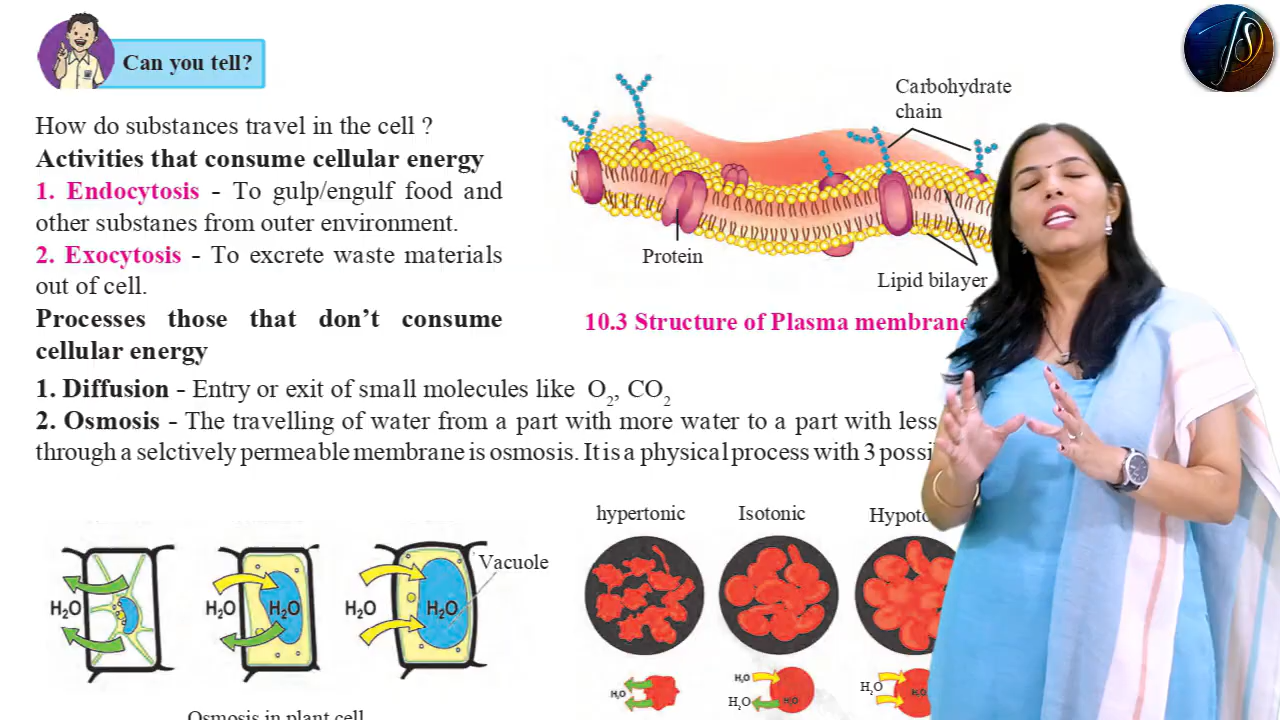 Can you tell?
How do substances travel in the cell ?
Activities that consume cellular energy
1. Endocytosis - To gulp/engulf food and
other substanes from outer environment.
2. Exocytosis - To excrete waste materials
out of cell.
Processes those that don’t consume
cellular energy
1. Diffusion - Entry or exit of small molecules like O2, CO2
2. Osmosis - The travelling of water from a part with more water to a part with less
through a selctively permeable membrane is osmosis. It is a physical process with 3 possi
Carbohydrate
chain
Protein
Lipid bilayer
10.3 Structure of Plasma membrane
H2O
H2O H2O
H2O H2O
Vacuole
Osmosis in plant cell
hypertonic Isotonic Hypoto
H2O
H2O
H2O H2O
H2O H2O